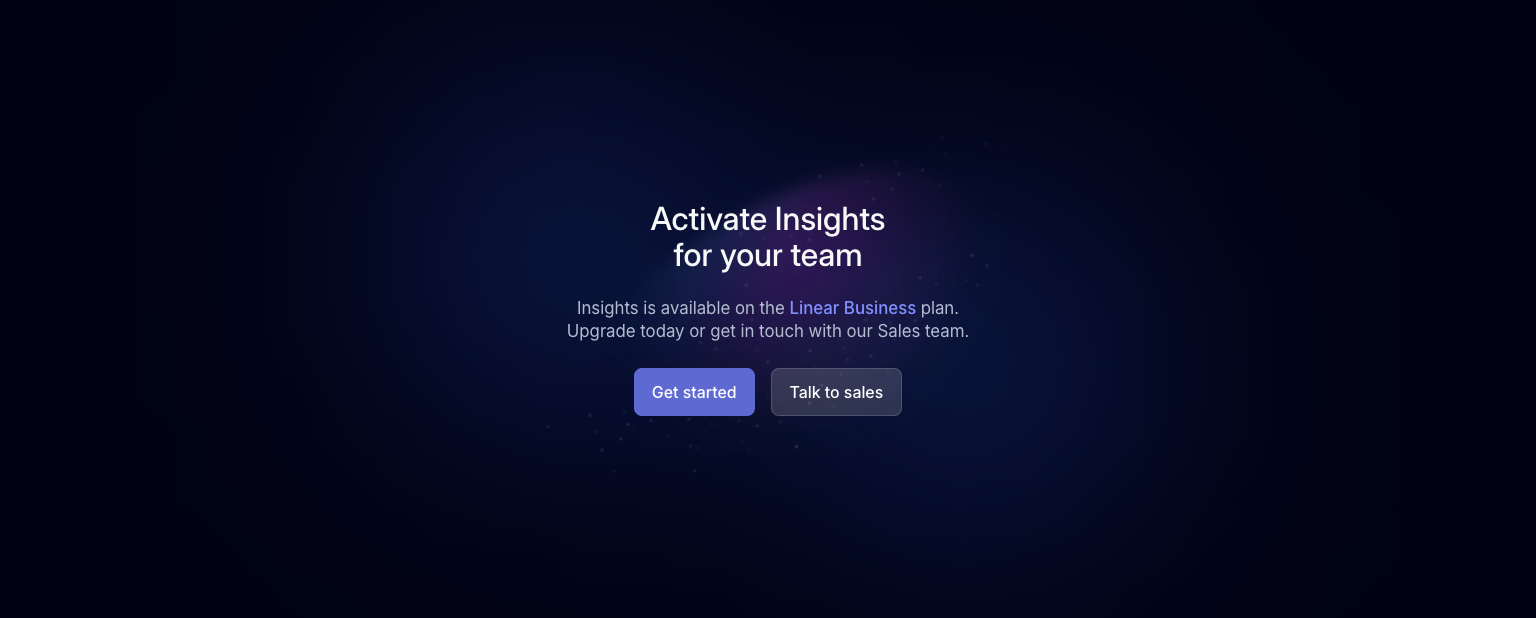 Activate Insights
for your team
Insights is available on the Linear Business plan.
Upgrade today or get in touch with our Sales team.
Get started
Talk to sales